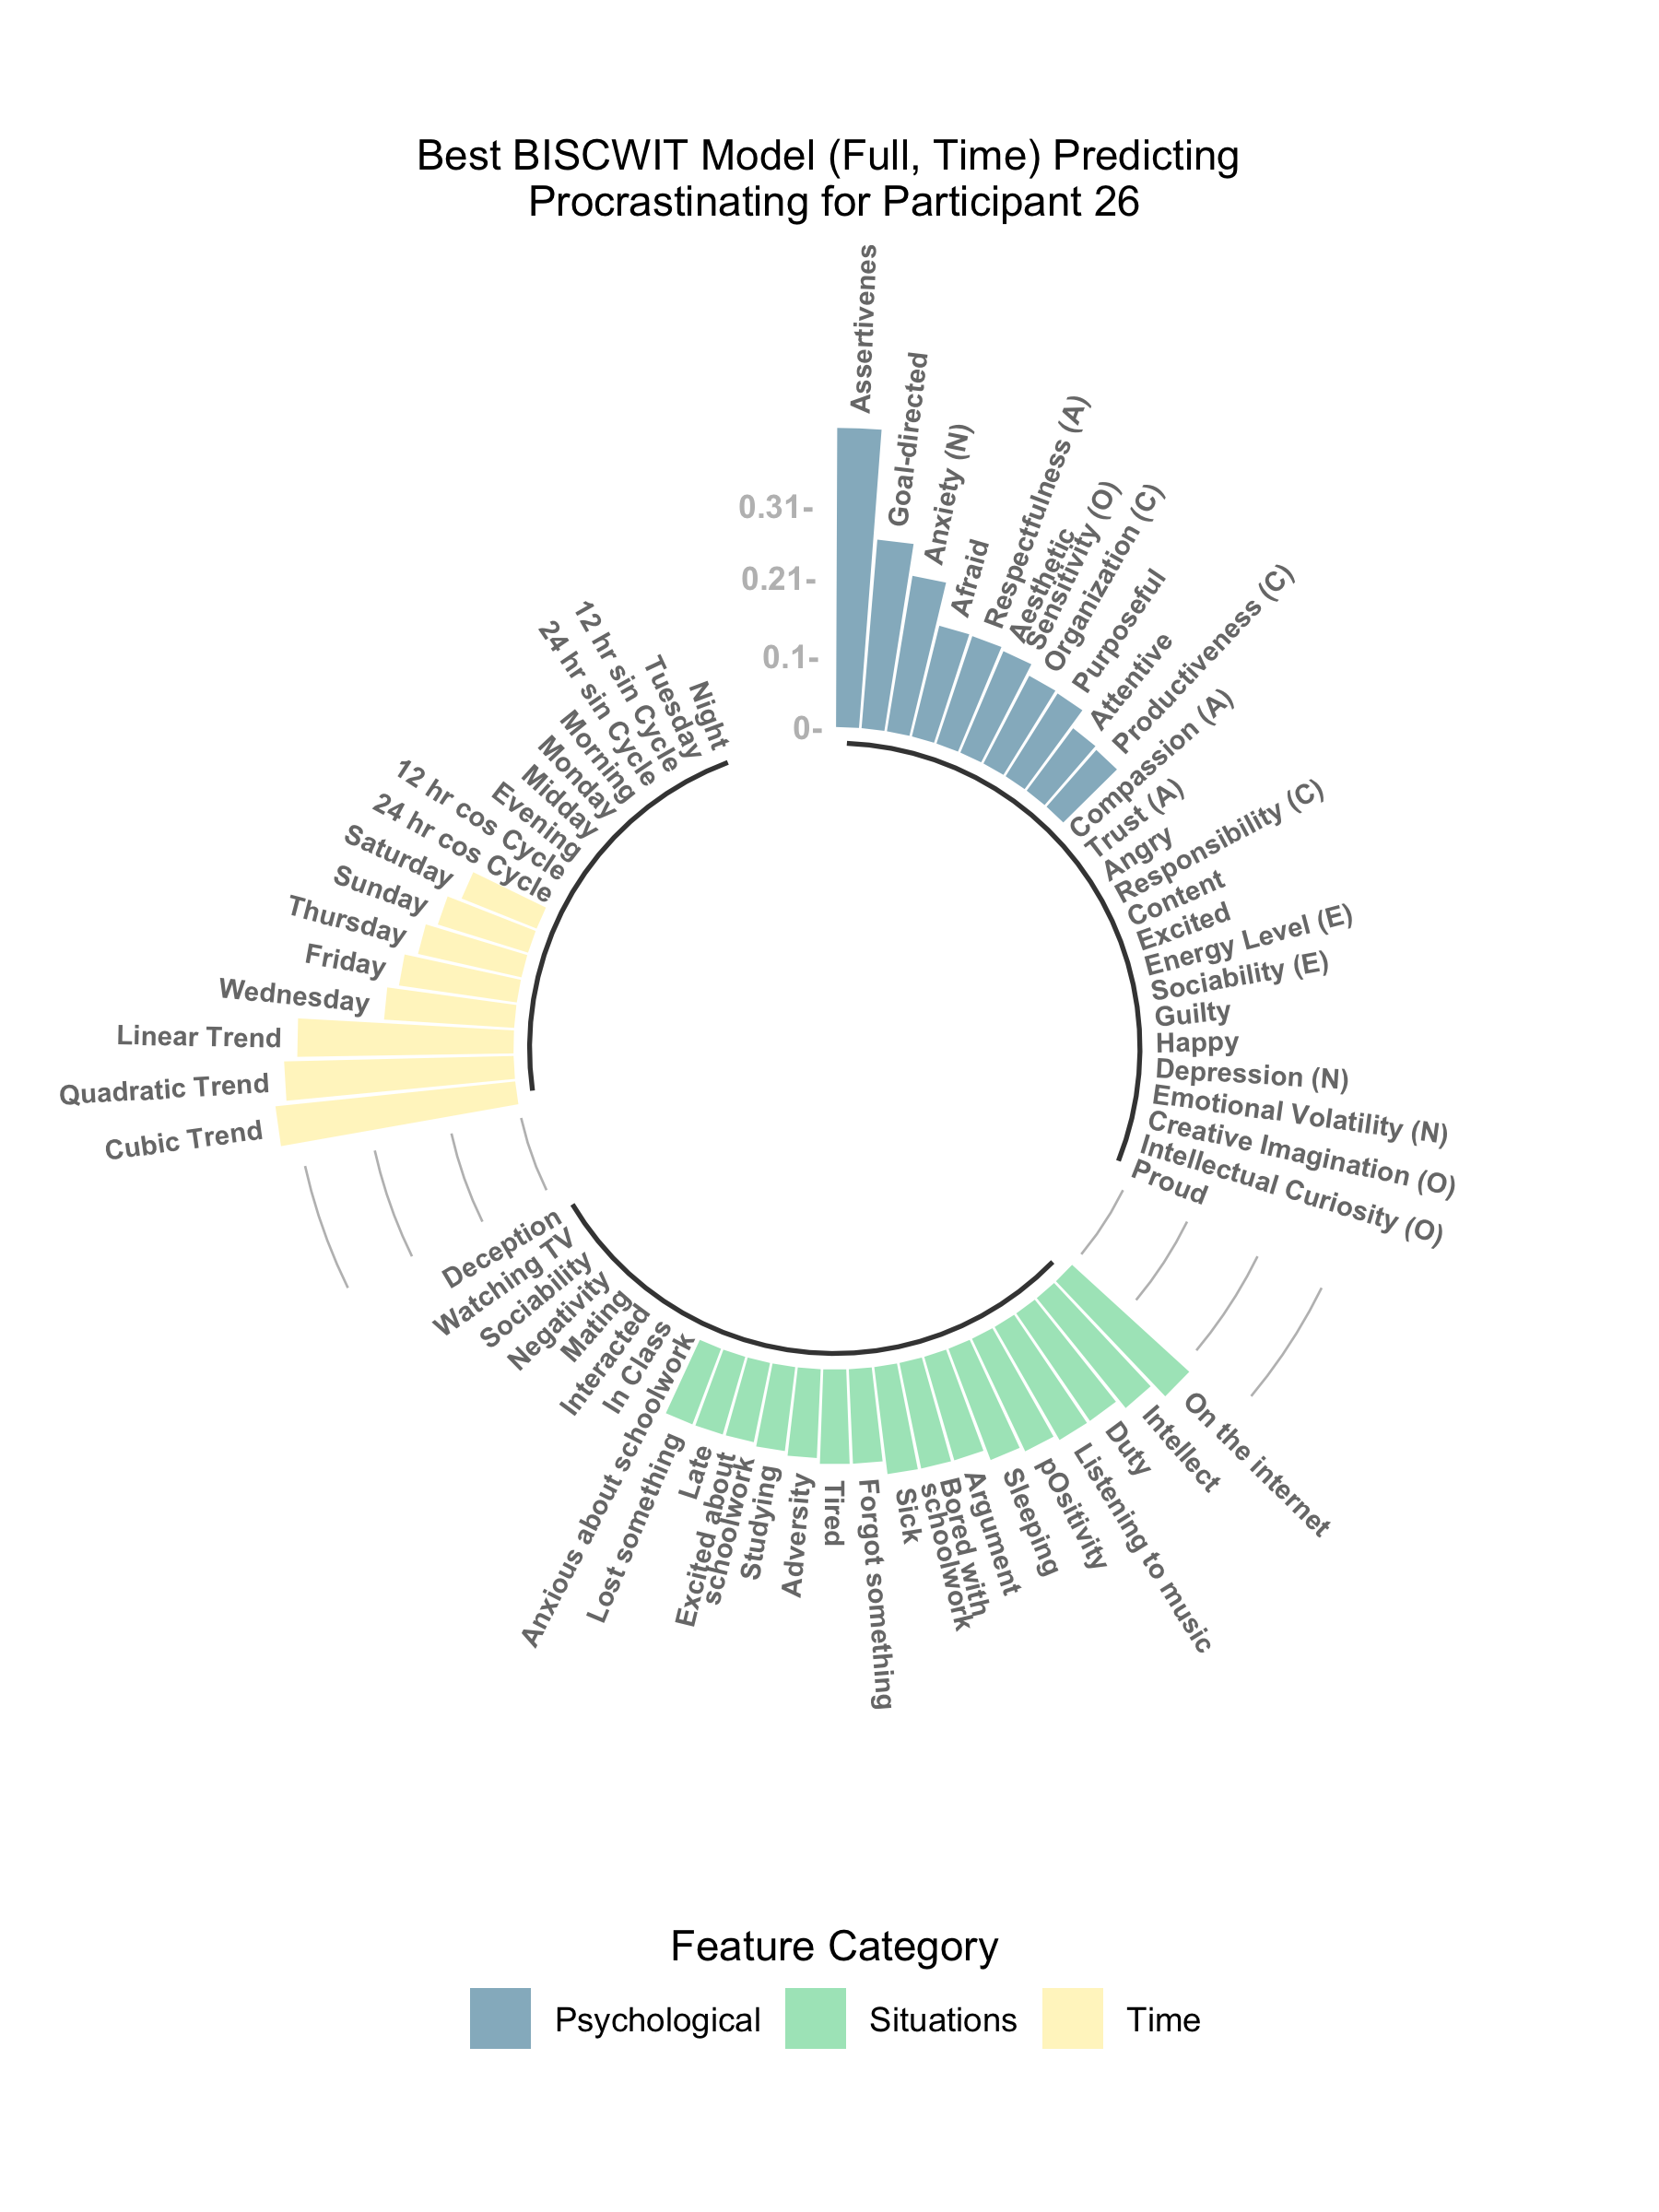 Best BISCWIT Model (Full, Time) Predicting
Procrastinating for Participant 26
0.31-
0.21-
0.1-
0-
Assertivenes
Goal-directed
Anxiety (N)
Afraid
Respectfulness (A)
Aesthetic
Sensitivity (O)
Organization (C)
Purposeful
Attentive
Productiveness (C)
Compassion (A)
Trust (A)
Angry
Responsibility (C)
Content
Excited
Energy Level (E)
Sociability (E)
Guilty
Happy
Depression (N)
Emotional Volatility (N)
Creative Imagination (O)
Intellectual Curiosity (O)
Proud
On the internet
Intellect
Duty
Listening to music
pOsitivity
Sleeping
Argument
Bored with
schoolwork
Sick
Forgot something
Tired
Adversity
Studying
Excited about
schoolwork
Late
Lost something
Anxious about schoolwork
In Class
Interacted
Mating
Negativity
Sociability
Watching TV
Deception
Cubic Trend
Quadratic Trend
Linear Trend
Wednesday
Friday
Thursday
Sunday
Saturday
24 hr cos Cycle
12 hr cos Cycle
Evening
Midday
Monday
Morning
24 hr sin Cycle
12 hr sin Cycle
Tuesday
Night
Feature Category
Psychological
Situations
Time